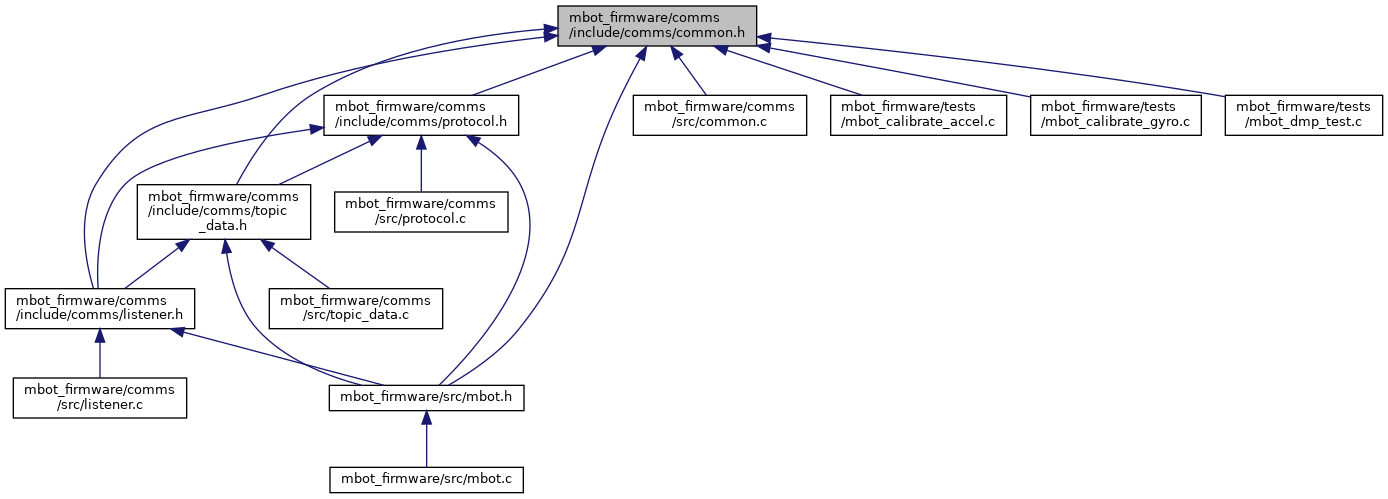 mbot_firmware/comms
/include/comms/common.h
mbot_firmware/comms
/include/comms/protocol.h
mbot_firmware/comms
src/common.c
mbot_firmware/tests
/mbot_calibrate_accel.c
mbot_firmware/tests
/mbot_calibrate_gyro.c
mbot_firmware/tests
/mbot_dmp_test.c
mbot_firmware/comms
/include/comms/topic
_data.h
mbot_firmware/comms
/src/protocol.c
mbot_firmware/comms
/include/comms/listener.h
mbot_firmware/comms
/src/topic_data.c
mbot_firmware/comms
/src/listener.c
mbot_firmware/src/mbot.h
mbot_firmware/src/mbot.c